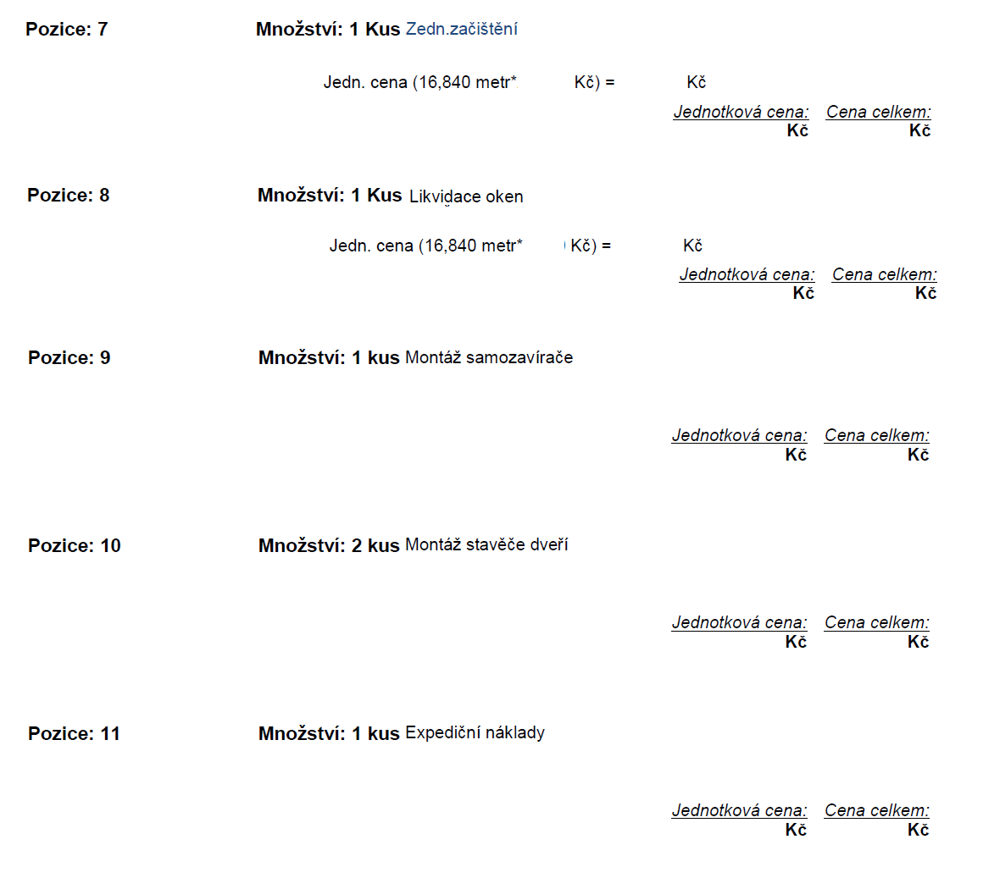 Pozice: 7 Množství: 1 Kus Zedn.začištění
Jedn. cena (16,840 metr* Kč) = Kč
Jednotková cena: Cena celkem:
Kč Kč
Pozice: 8 Množství: 1 Kus Likvidace oken
Jedn. cena (16,840 metr* Kč) = Kč
Jednotková cena: Cena celkem:
Kč Kč
Pozice: 9 Množství: 1 kus Montáž samozavírače
Jednotková cena: Cena celkem:
Kč Kč
Pozice: 10 Množství: 2 kus Montáž stavěče dveří
Jednotková cena: Cena celkem:
Kč Kč
Pozice: 11 Množství: 1 kus Expediční náklady
Jednotková cena: Cena celkem:
Kč Kč